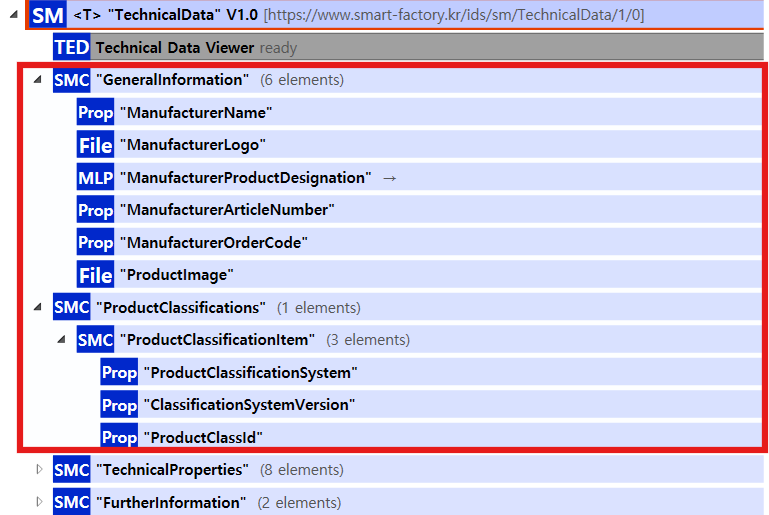 SM <T> "TechnicalData" V1.0 [https://www.smart-factory.kr/ids/sm/TechnicalData/1/0]
TED Technical Data Viewer ready
SMC "GeneralInformation" (6 elements)
Prop "ManufacturerName"
File "ManufacturerLogo"
MLP "ManufacturerProductDesignation" →
Prop "ManufacturerArticleNumber"
Prop "ManufacturerOrderCode"
File "ProductImage"
SMC "ProductClassifications" (1 elements)
SMC "ProductClassificationItem" (3 elements)
Prop "ProductClassificationSystem"
Prop "ClassificationSystemVersion"
Prop "ProductClassId"
SMC "TechnicalProperties" (8 elements)
SMC "FurtherInformation" (2 elements)